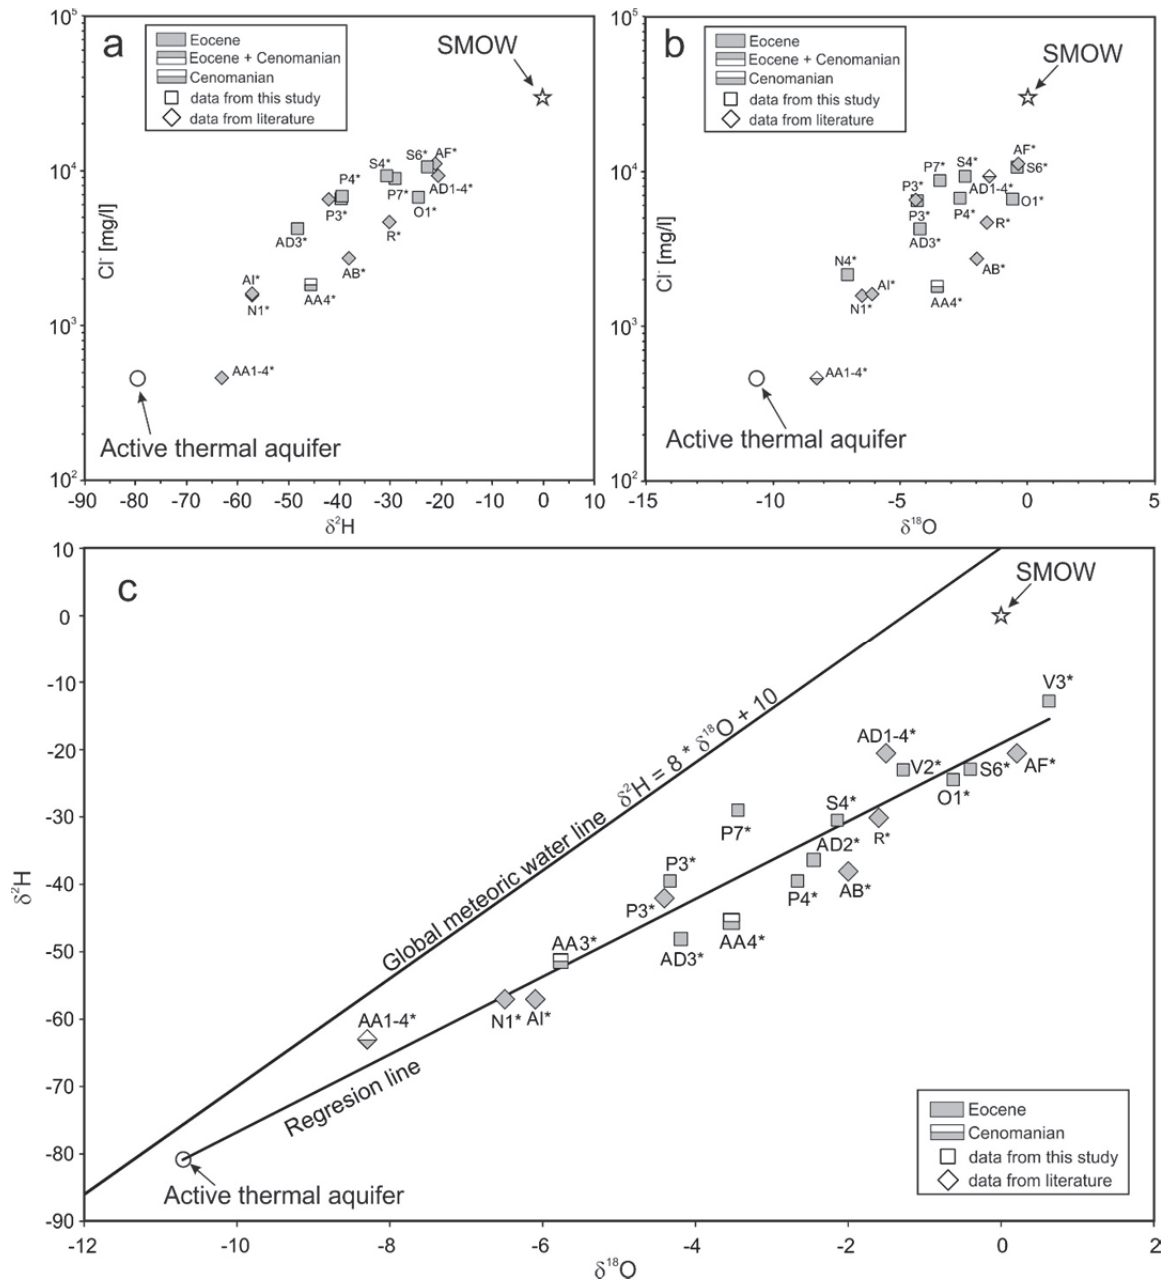 a
Eocene
Eocene + Cenomanian
Cenomanian
data from this study
data from literature
SMOW
S6*
AF*
S4*
P7*
AD1-4*
P4*
P3*
O1*
AD3*
R*
AB*
AI*
N1*
AA4*
AA1-4*
Active thermal aquifer
Cl⁻ [mg/l]
10⁵
10⁴
10³
10²
-90 -80 -70 -60 -50 -40 -30 -20 -10 0 10
δ²H
b
Eocene
Eocene + Cenomanian
Cenomanian
data from this study
data from literature
SMOW
AF*
S6*
P7*
S4*
AD1-4*
P3*
P3*
P4*
O1*
AD3*
R*
N4*
AB*
AI*
N1*
AA4*
AA1-4*
Active thermal aquifer
Cl⁻ [mg/l]
10⁵
10⁴
10³
10²
-15 -10 -5 0 5
δ¹⁸O
c
SMOW
V3*
AD1-4*
V2*
S6*
AF*
O1*
P7*
S4*
R*
AD2*
P3*
P4*
AB*
P3*
AD3*
AA4*
AA3*
N1*
AI*
AA1-4*
Global meteoric water line δ²H = 8 * δ¹⁸O + 10
Regresion line
Active thermal aquifer
Eocene
Cenomanian
data from this study
data from literature
δ²H
10
0
-10
-20
-30
-40
-50
-60
-70
-80
-90
-12 -10 -8 -6 -4 -2 0 2
δ¹⁸O